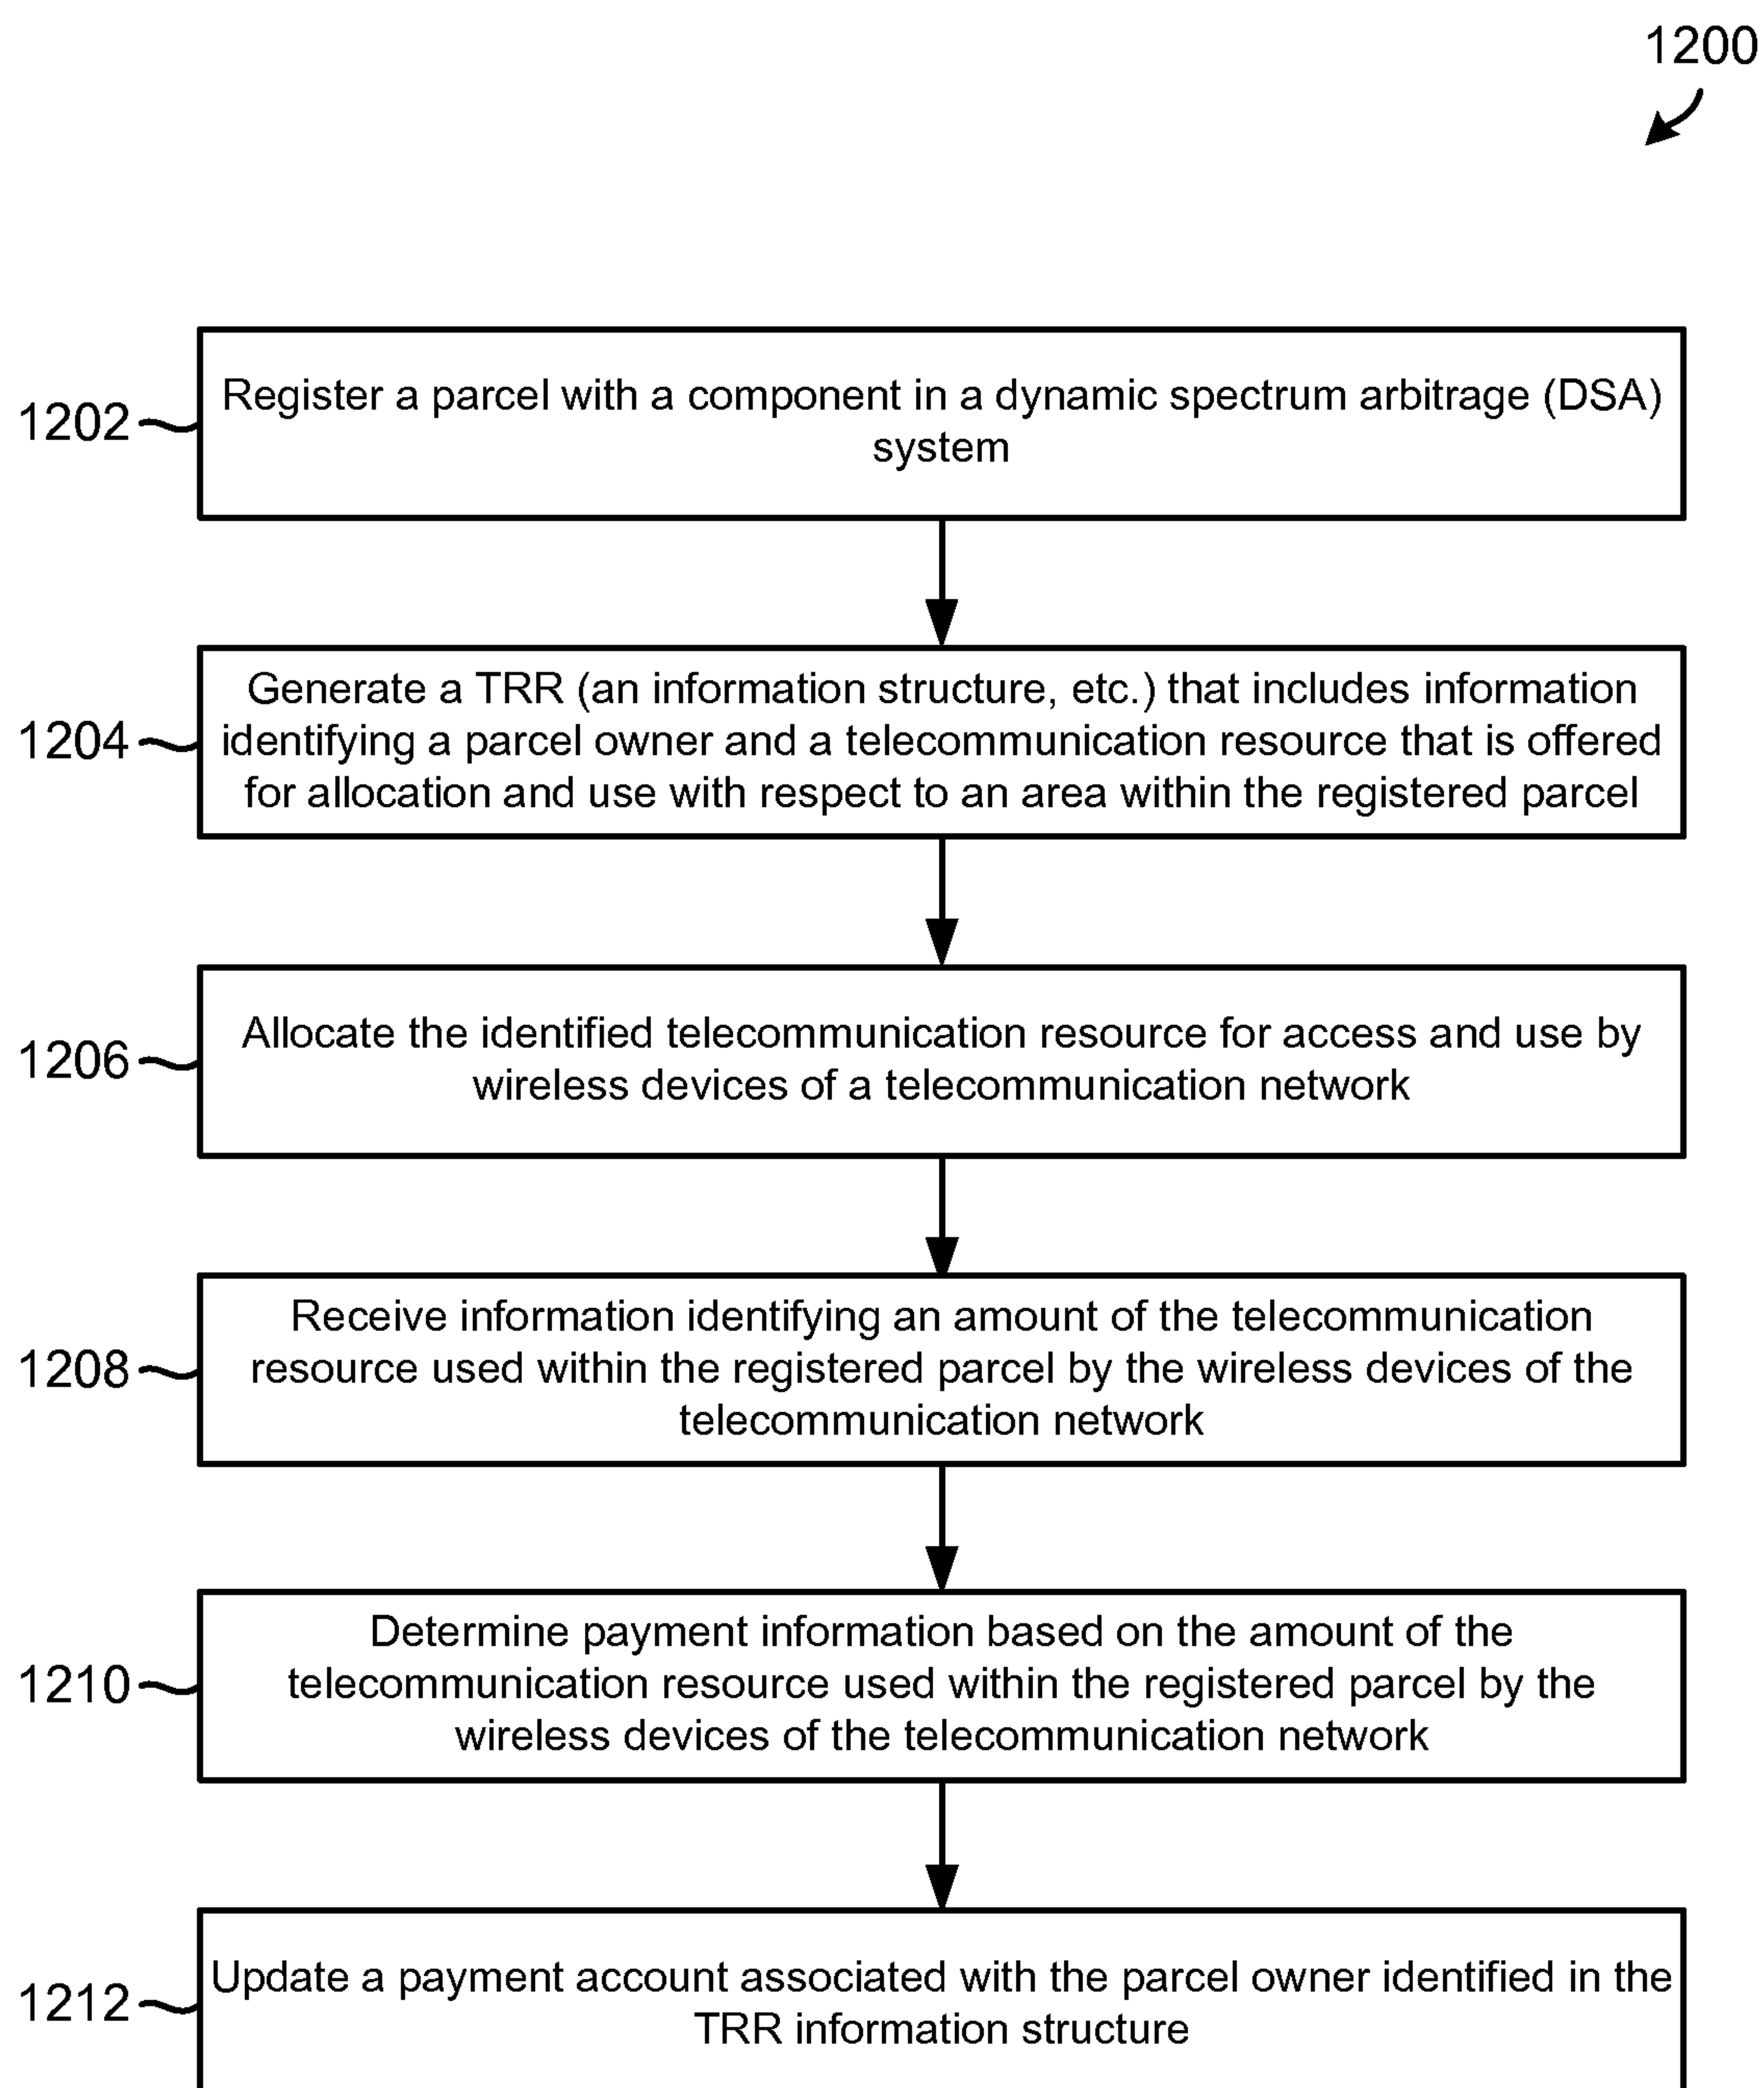 1200
1202
Register a parcel with a component in a dynamic spectrum arbitrage (DSA)
system
1204
Generate a TRR (an information structure, etc.) that includes information
identifying a parcel owner and a telecommunication resource that is offered
for allocation and use with respect to an area within the registered parcel
1206
Allocate the identified telecommunication resource for access and use by
wireless devices of a telecommunication network
1208
Receive information identifying an amount of the telecommunication
resource used within the registered parcel by the wireless devices of the
telecommunication network
1210
Determine payment information based on the amount of the
telecommunication resource used within the registered parcel by the
wireless devices of the telecommunication network
1212
Update a payment account associated with the parcel owner identified in the
TRR information structure